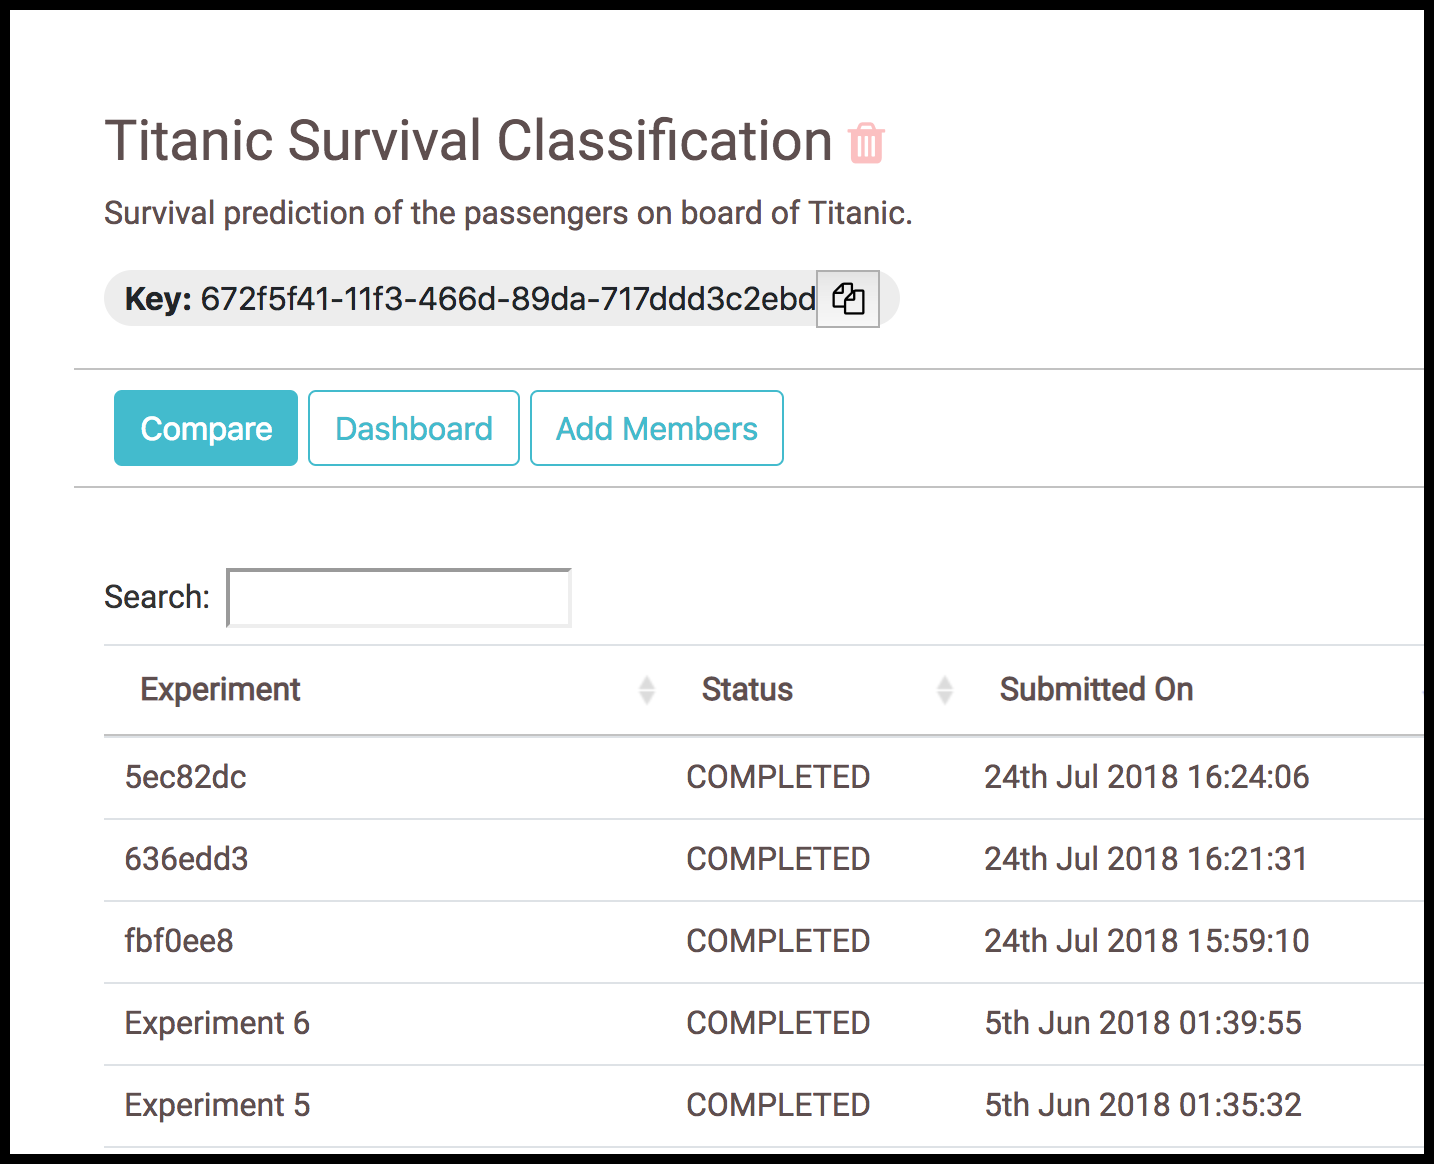 Titanic Survival Classification
Survival prediction of the passengers on board of Titanic.
Key: 672f5f41-11f3-466d-89da-717ddd3c2ebd
Compare Dashboard Add Members
Search:
Experiment Status Submitted On
5ec82dc COMPLETED 24th Jul 2018 16:24:06
636edd3 COMPLETED 24th Jul 2018 16:21:31
fbf0ee8 COMPLETED 24th Jul 2018 15:59:10
Experiment 6 COMPLETED 5th Jun 2018 01:39:55
Experiment 5 COMPLETED 5th Jun 2018 01:35:32